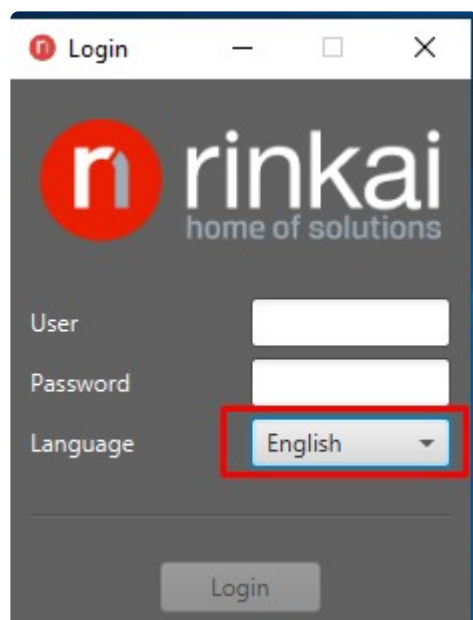 Login
rinkai
home of solutions
User
Password
Language English
Login